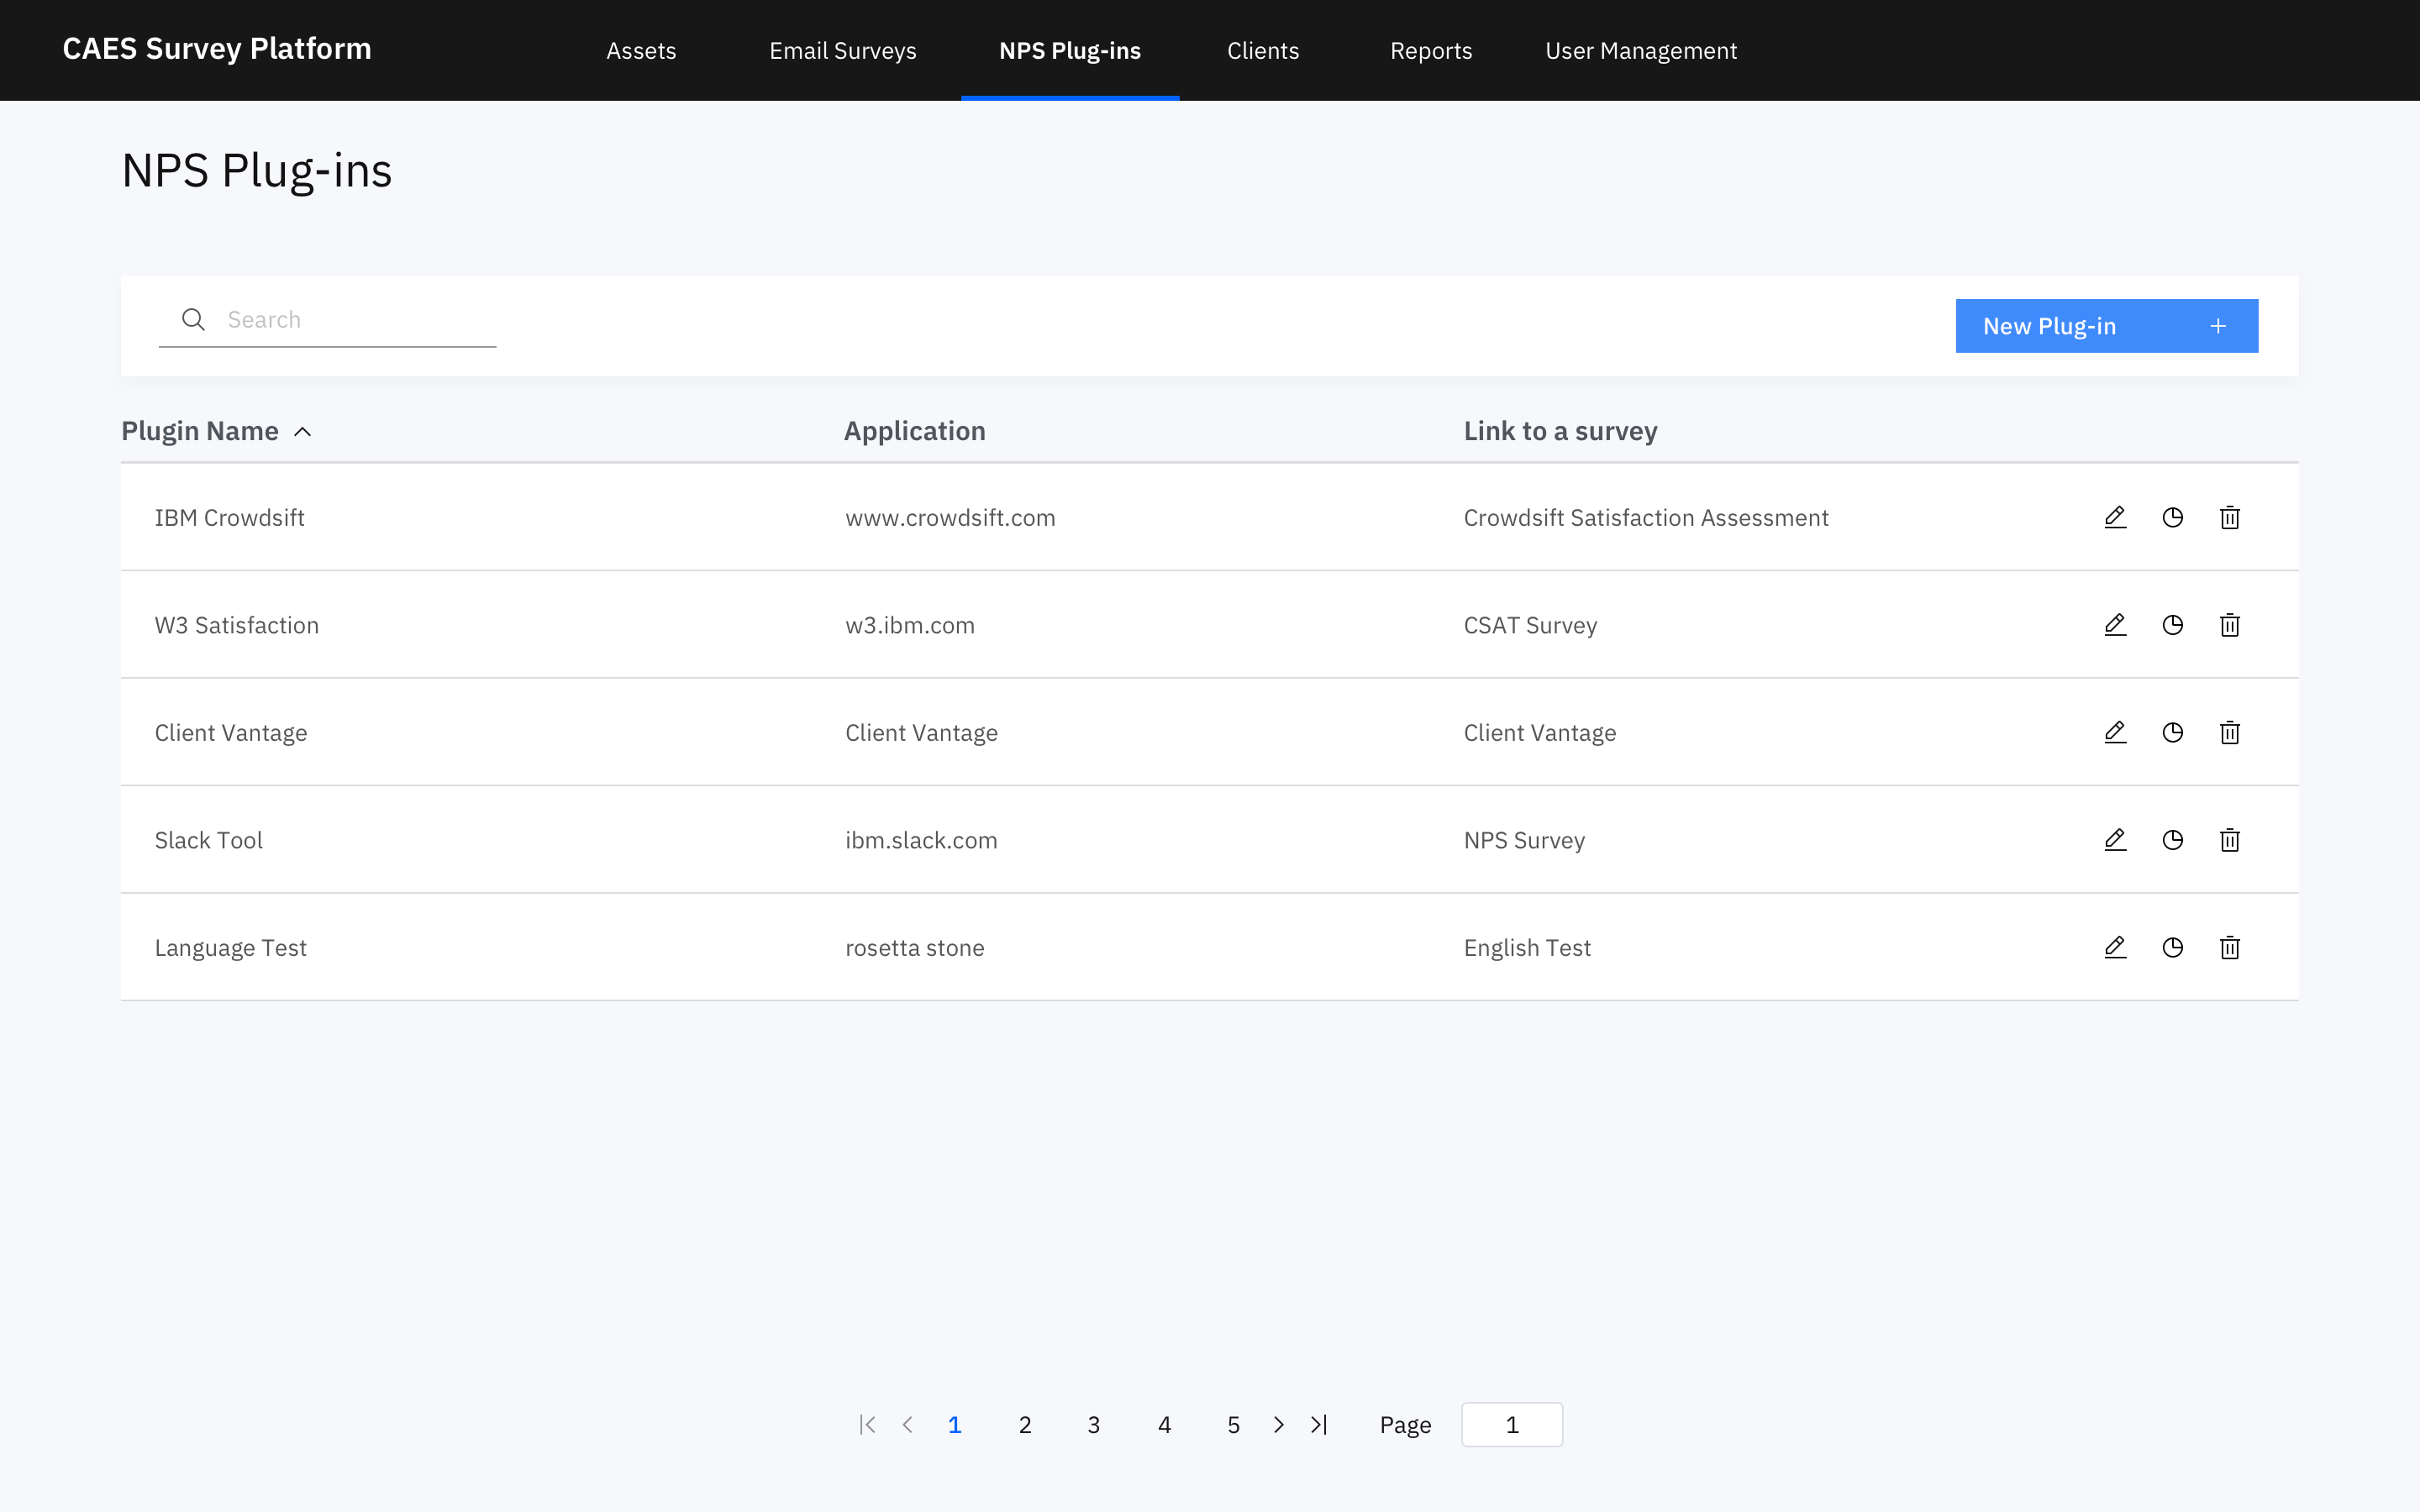 CAES Survey Platform Assets Email Surveys NPS Plug-ins Clients Reports User Management
NPS Plug-ins
Search New Plug-in +
Plugin Name Application Link to a survey
IBM Crowdsift www.crowdsift.com Crowdsift Satisfaction Assessment
W3 Satisfaction w3.ibm.com CSAT Survey
Client Vantage Client Vantage Client Vantage
Slack Tool ibm.slack.com NPS Survey
Language Test rosetta stone English Test
1 2 3 4 5 Page 1